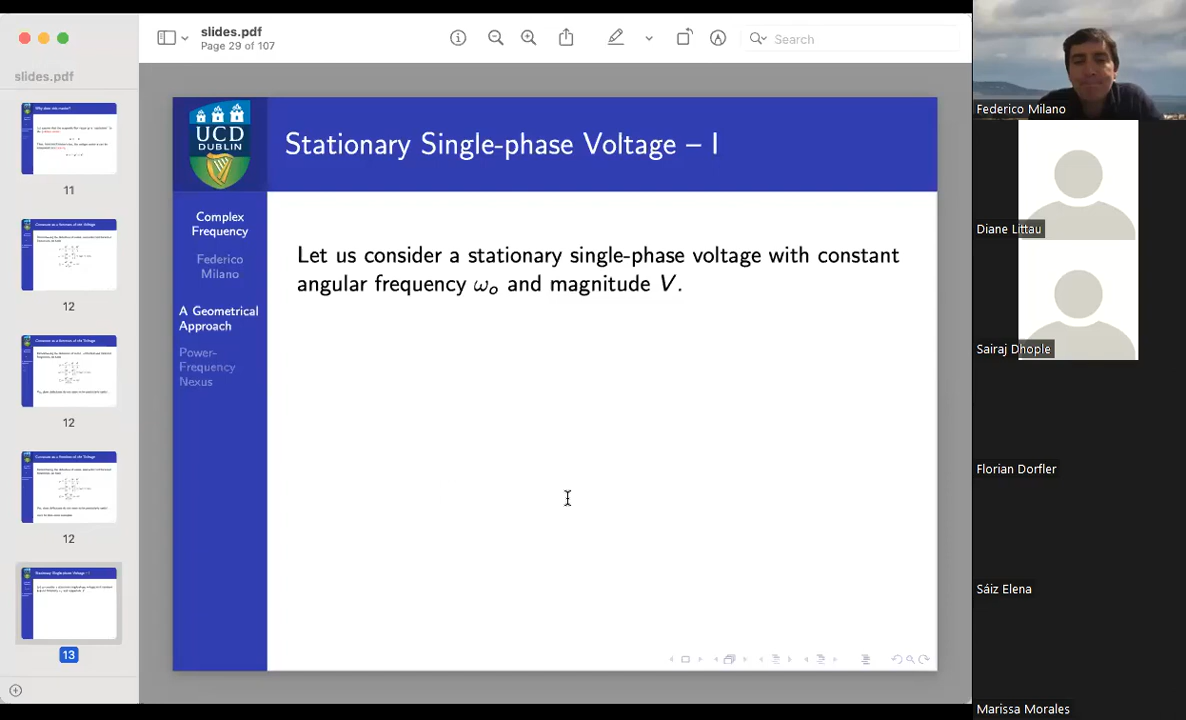 slides.pdf
Page 29 of 107
Search
slides.pdf
11
12
12
12
13
UCD
DUBLIN
Stationary Single-phase Voltage – I
Complex
Frequency
Federico
Milano
A Geometrical
Approach
Power-
Frequency
Nexus
Let us consider a stationary single-phase voltage with constant
angular frequency ωₒ and magnitude V.
Federico Milano
Diane Littau
Sairaj Dhople
Florian Dorfler
Sáiz Elena
Marissa Morales